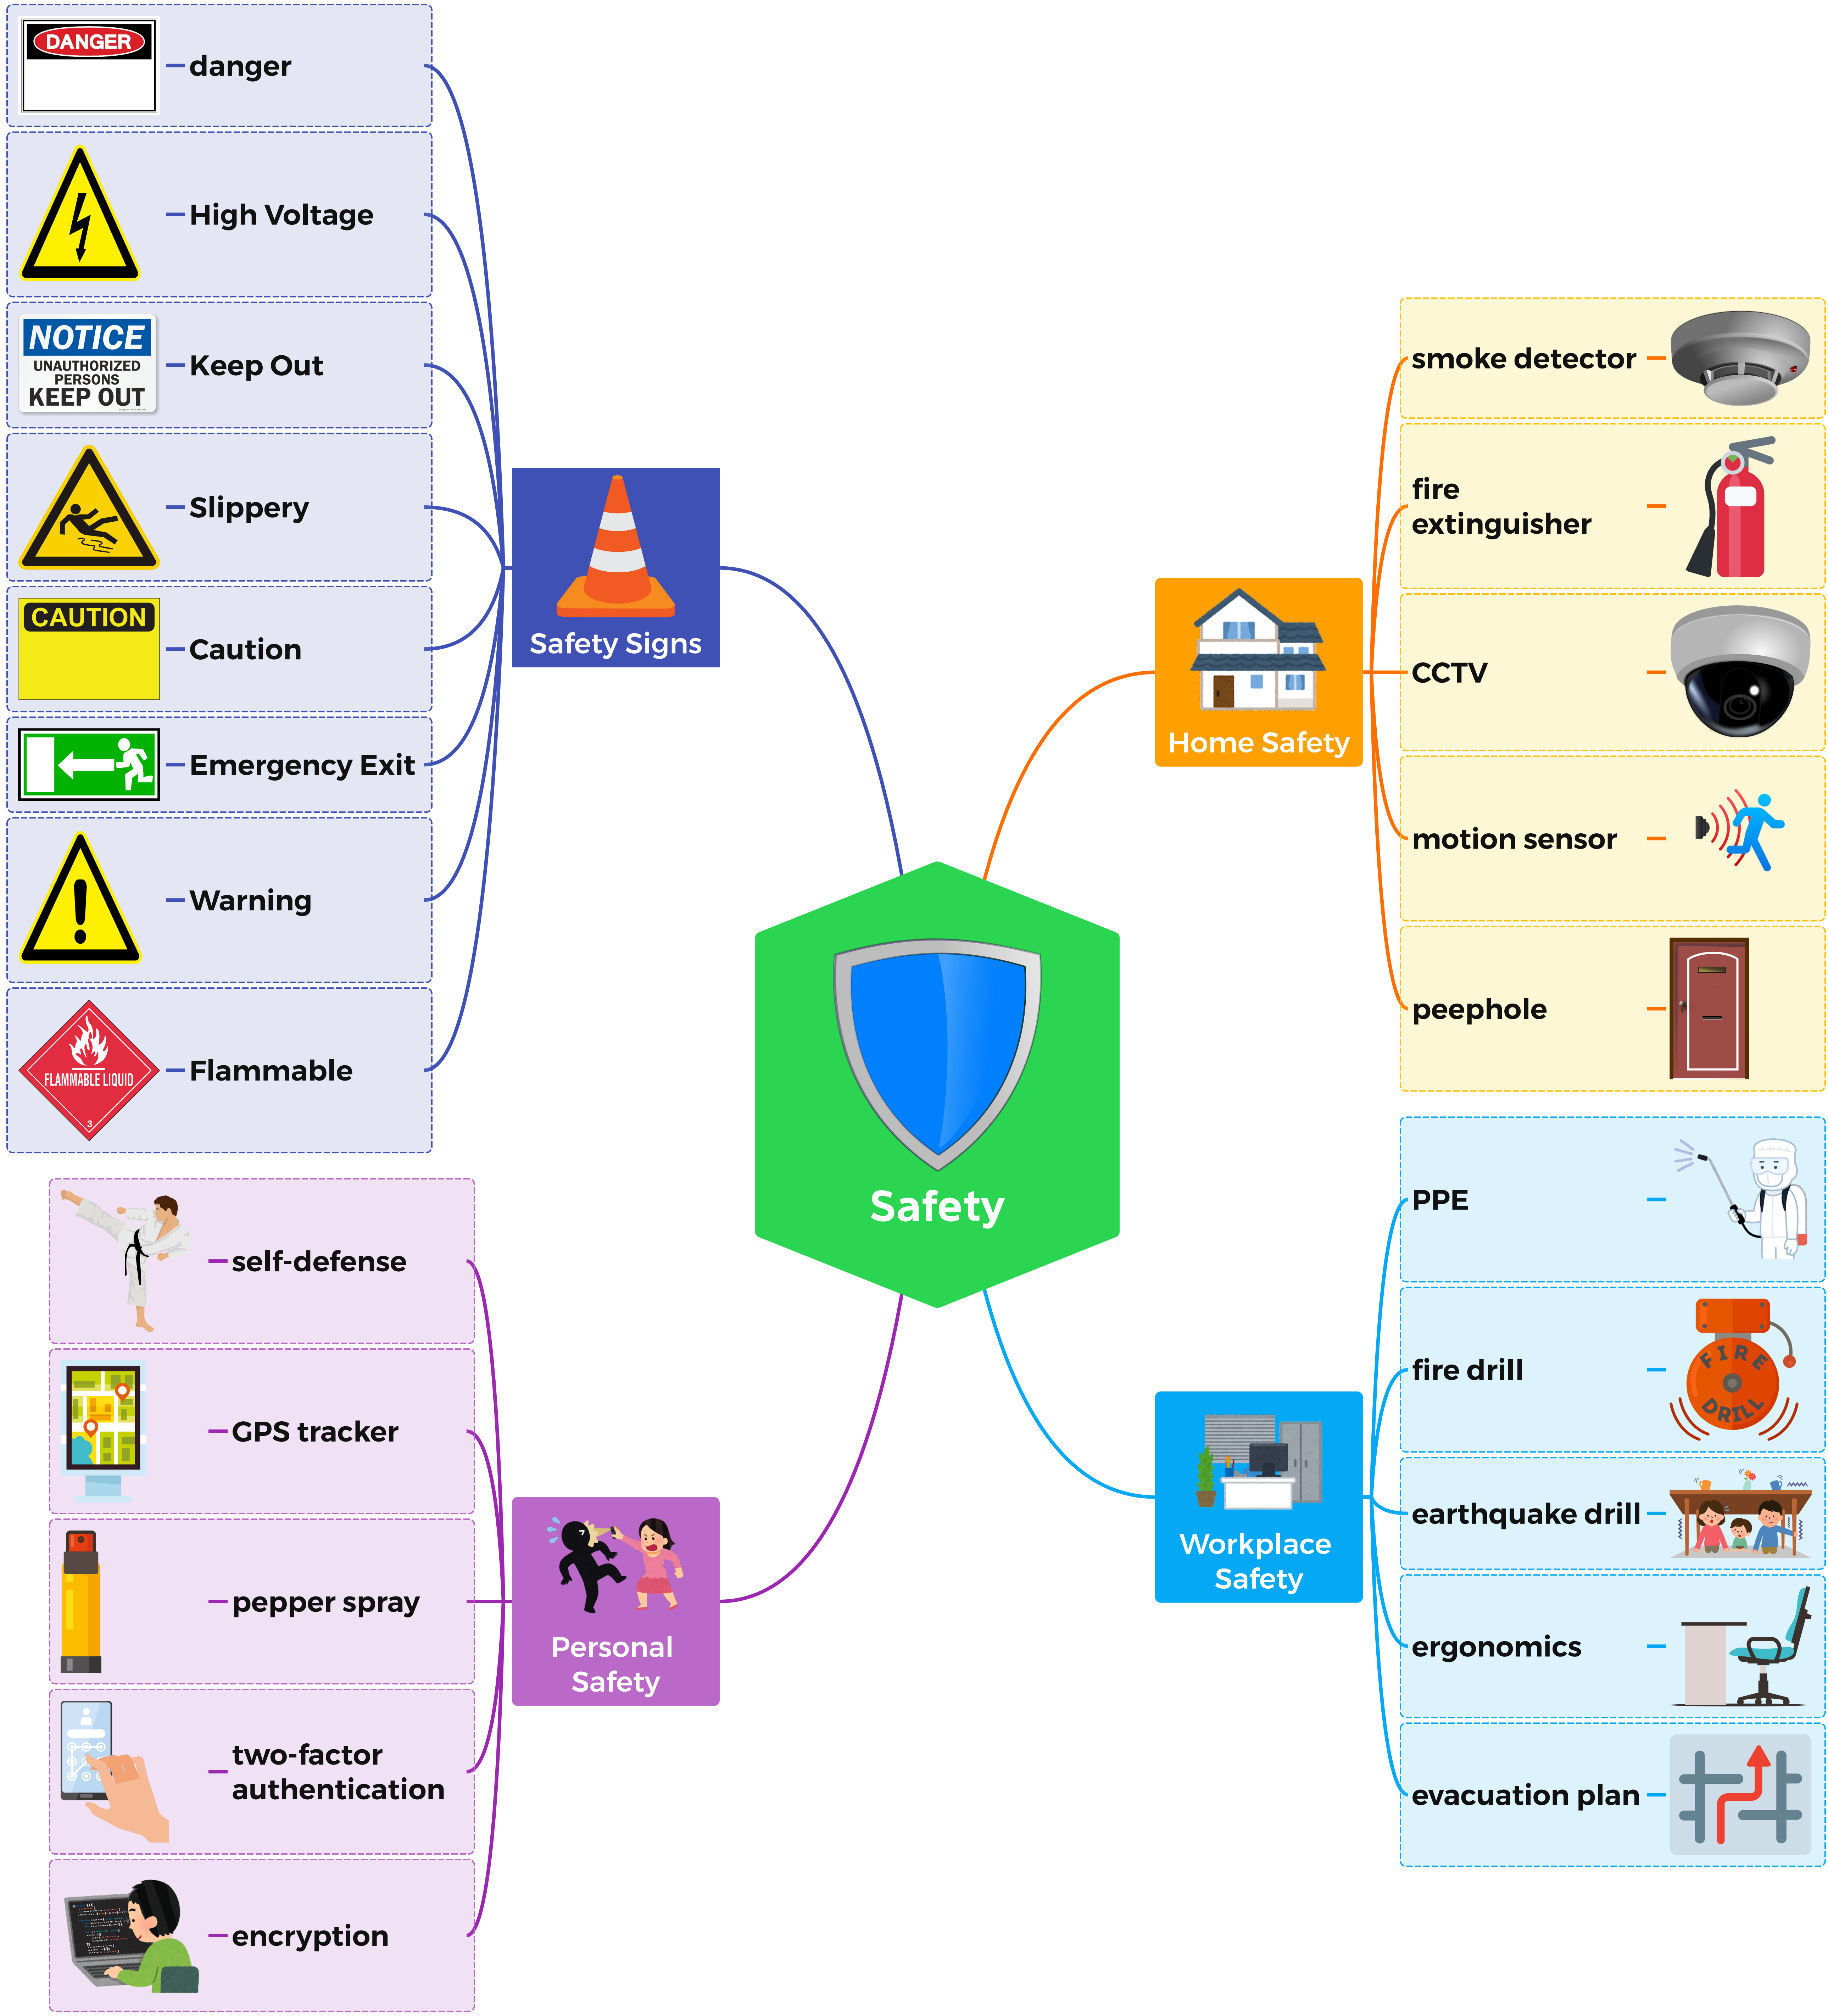 DANGER
danger
High Voltage
NOTICE
UNAUTHORIZED
PERSONS
KEEP OUT
Keep Out
Slippery
CAUTION
Caution
Emergency Exit
Warning
FLAMMABLE LIQUID
3
Flammable
Safety Signs
self-defense
GPS tracker
pepper spray
two-factor
authentication
encryption
Personal
Safety
Safety
Home Safety
smoke detector
fire
extinguisher
CCTV
motion sensor
peephole
Workplace
Safety
PPE
fire drill
FIRE
DRILL
earthquake drill
ergonomics
evacuation plan